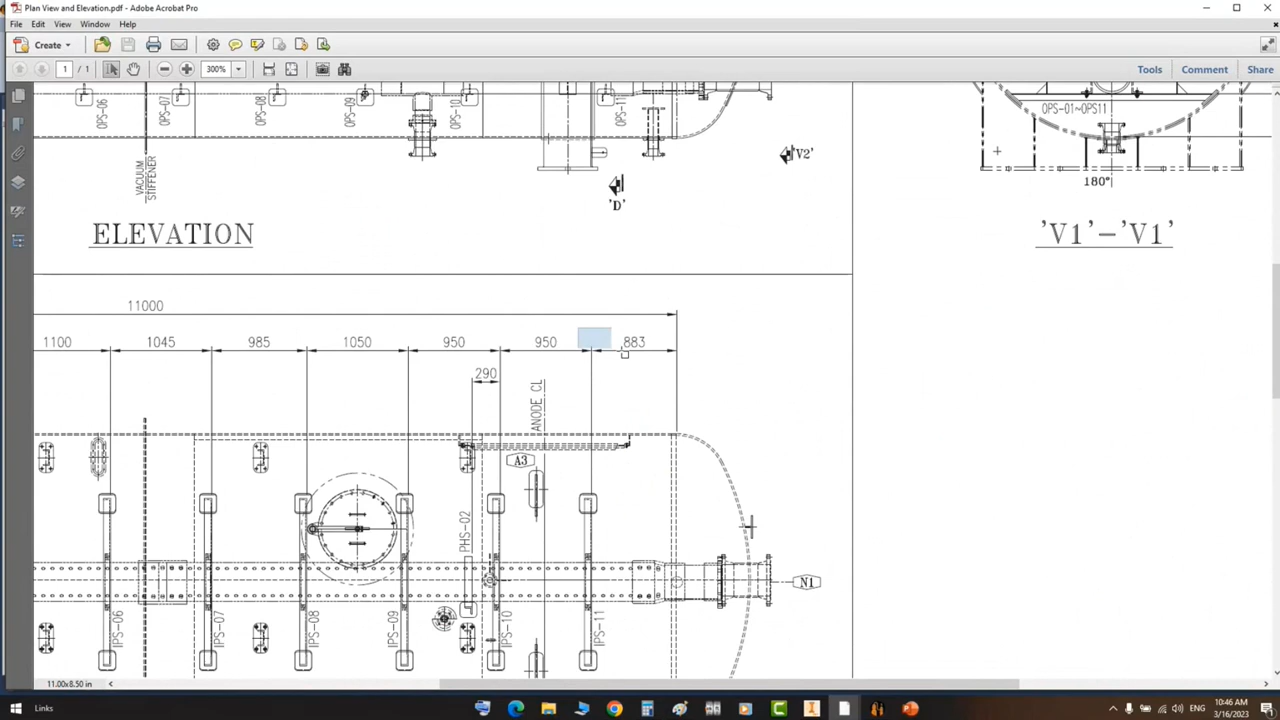 Plan View and Elevation.pdf - Adobe Acrobat Pro
File Edit View Window Help
Create
1 / 1
300%
Tools Comment Share
OPS-06
OPS-07
OPS-08
OPS-09
OPS-10
OPS-11
OPS-01~OPS11
VACUUM
STIFFENER
'V2'
'D'
180°
ELEVATION
'V1'-'V1'
11000
1100 1045 985 1050 950 950 883
290
ANODE CL
A3
PHS-02
N1
IPS-06
IPS-07
IPS-08
IPS-09
IPS-10
IPS-11
11.00x8.50 in
Links
10:46 AM
3/16/2023